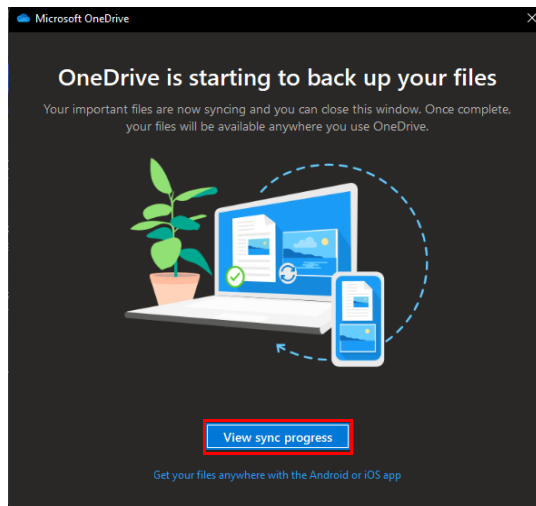 Microsoft OneDrive
OneDrive is starting to back up your files
Your important files are now syncing and you can close this window. Once complete,
your files will be available anywhere you use OneDrive.
View sync progress
Get your files anywhere with the Android or iOS app